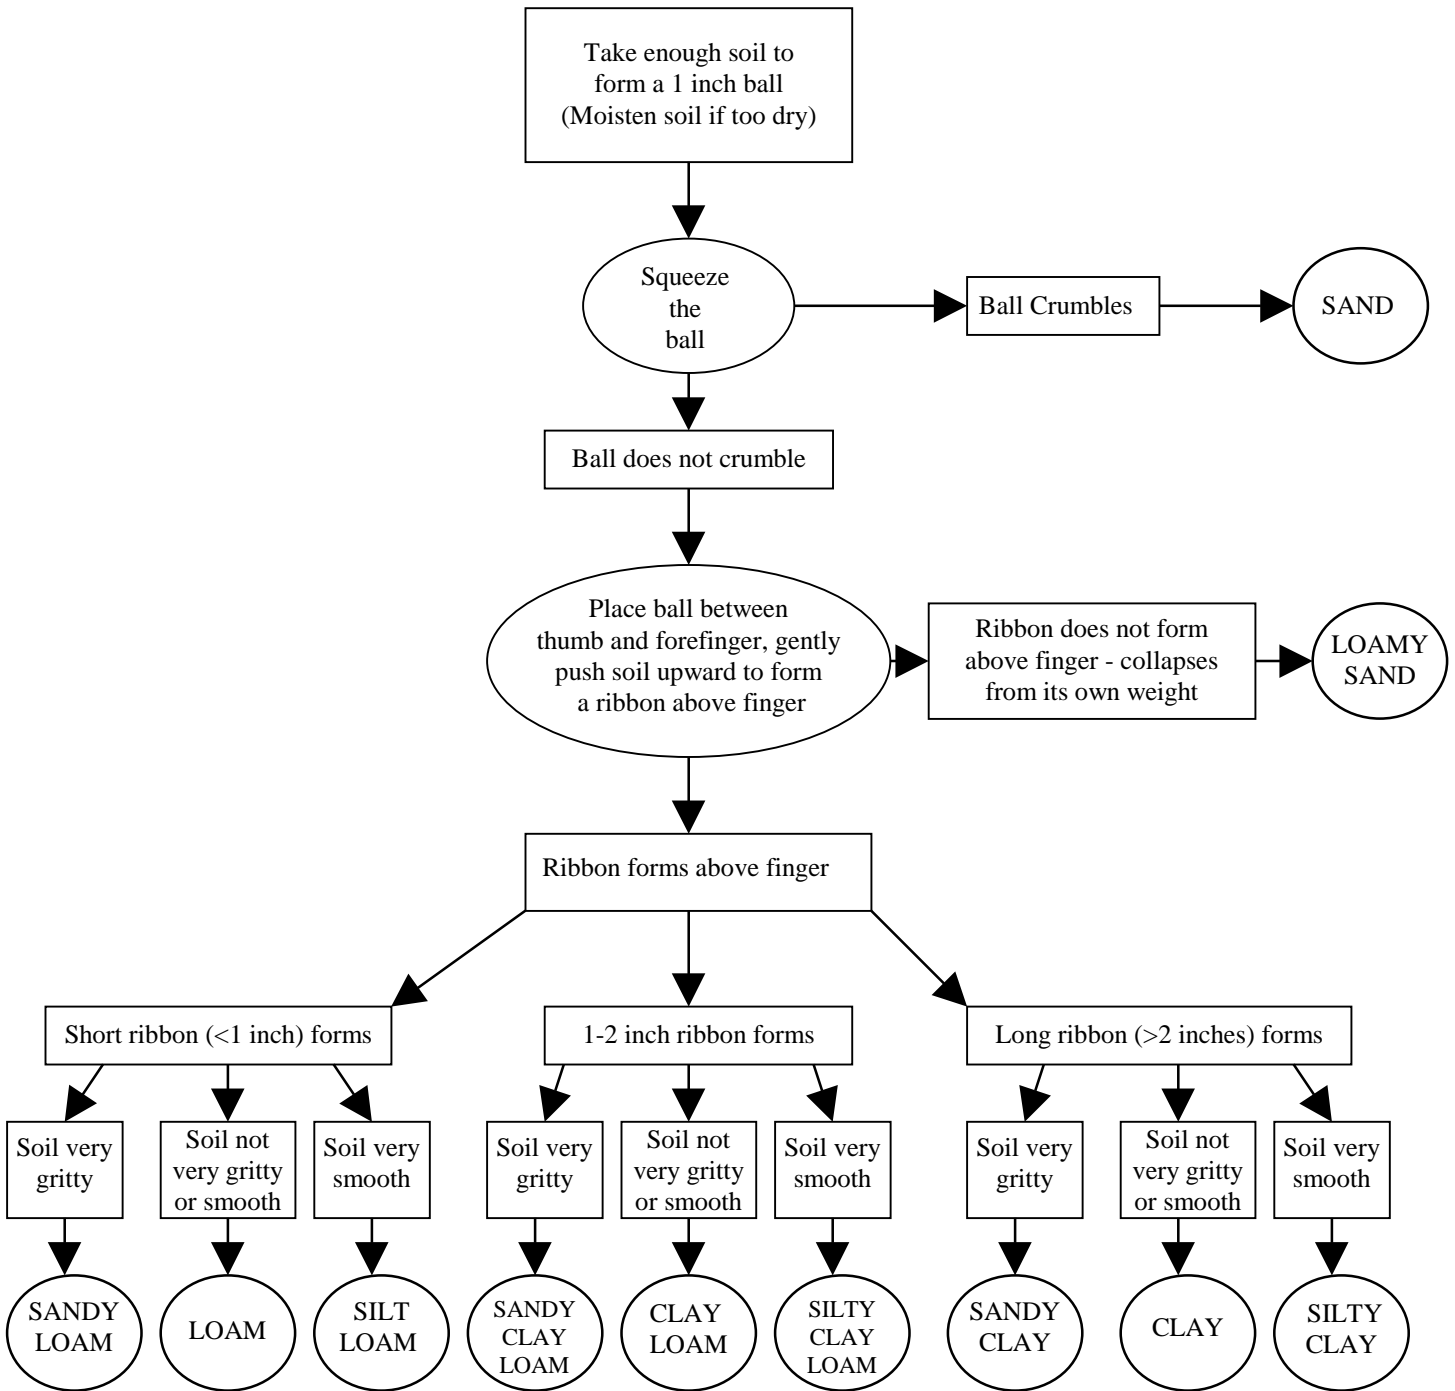 Take enough soil to
form a 1 inch ball
(Moisten soil if too dry)
Squeeze
the
ball
Ball Crumbles
SAND
Ball does not crumble
Place ball between
thumb and forefinger, gently
push soil upward to form
a ribbon above finger
Ribbon does not form
above finger - collapses
from its own weight
LOAMY
SAND
Ribbon forms above finger
Short ribbon (<1 inch) forms
1-2 inch ribbon forms
Long ribbon (>2 inches) forms
Soil very
gritty
Soil not
very gritty
or smooth
Soil very
smooth
Soil very
gritty
Soil not
very gritty
or smooth
Soil very
smooth
Soil very
gritty
Soil not
very gritty
or smooth
Soil very
smooth
SANDY
LOAM
LOAM
SILT
LOAM
SANDY
CLAY
LOAM
CLAY
LOAM
SILTY
CLAY
LOAM
SANDY
CLAY
CLAY
SILTY
CLAY